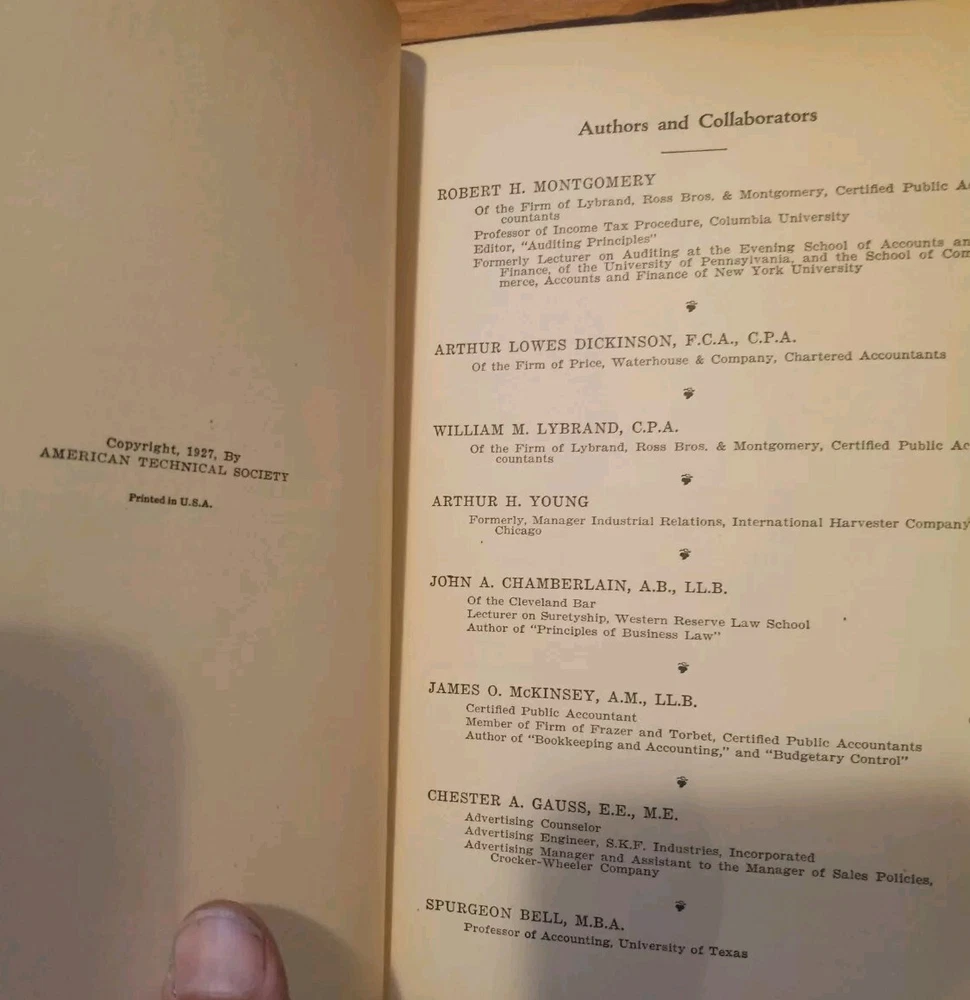 Copyright, 1927, By
AMERICAN TECHNICAL SOCIETY
Printed in U.S.A.
Authors and Collaborators
ROBERT H. MONTGOMERY
Of the Firm of Lybrand, Ross Bros. & Montgomery, Certified Public Ac
countants
Professor of Income Tax Procedure, Columbia University
Editor, "Auditing Principles"
Formerly Lecturer on Auditing at the Evening School of Accounts an
Finance, of the University of Pennsylvania, and the School of Com
merce, Accounts and Finance of New York University
ARTHUR LOWES DICKINSON, F.C.A., C.P.A.
Of the Firm of Price, Waterhouse & Company, Chartered Accountants
WILLIAM M. LYBRAND, C.P.A.
Of the Firm of Lybrand, Ross Bros. & Montgomery, Certified Public Ac
countants
ARTHUR H. YOUNG
Formerly, Manager Industrial Relations, International Harvester Company
Chicago
JOHN A. CHAMBERLAIN, A.B., LL.B.
Of the Cleveland Bar
Lecturer on Suretyship, Western Reserve Law School
Author of "Principles of Business Law"
JAMES O. McKINSEY, A.M., LL.B.
Certified Public Accountant
Member of Firm of Frazer and Torbet, Certified Public Accountants
Author of "Bookkeeping and Accounting," and "Budgetary Control"
CHESTER A. GAUSS, E.E., M.E.
Advertising Counselor
Advertising Engineer, S.K.F. Industries, Incorporated
Advertising Manager and Assistant to the Manager of Sales Policies,
Crocker-Wheeler Company
SPURGEON BELL, M.B.A.
Professor of Accounting, University of Texas